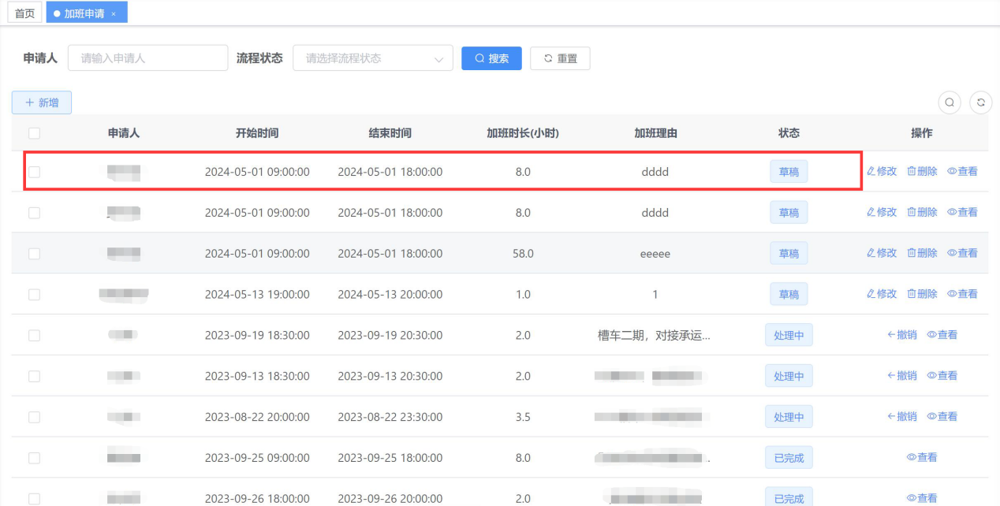 首页 加班申请 ×
申请人 请输入申请人 流程状态 请选择流程状态 搜索 重置
+ 新增
申请人 开始时间 结束时间 加班时长(小时) 加班理由 状态 操作
2024-05-01 09:00:00 2024-05-01 18:00:00 8.0 dddd 草稿 修改 删除 查看
2024-05-01 09:00:00 2024-05-01 18:00:00 8.0 dddd 草稿 修改 删除 查看
2024-05-01 09:00:00 2024-05-01 18:00:00 58.0 eeeee 草稿 修改 删除 查看
2024-05-13 19:00:00 2024-05-13 20:00:00 1.0 1 草稿 修改 删除 查看
2023-09-19 18:30:00 2023-09-19 20:30:00 2.0 槽车二期，对接承运... 处理中 撤销 查看
2023-09-13 18:30:00 2023-09-13 20:30:00 2.0 处理中 撤销 查看
2023-08-22 20:00:00 2023-08-22 23:30:00 3.5 处理中 撤销 查看
2023-09-25 09:00:00 2023-09-25 18:00:00 8.0 已完成 查看
2023-09-26 18:00:00 2023-09-26 20:00:00 2.0 已完成 查看